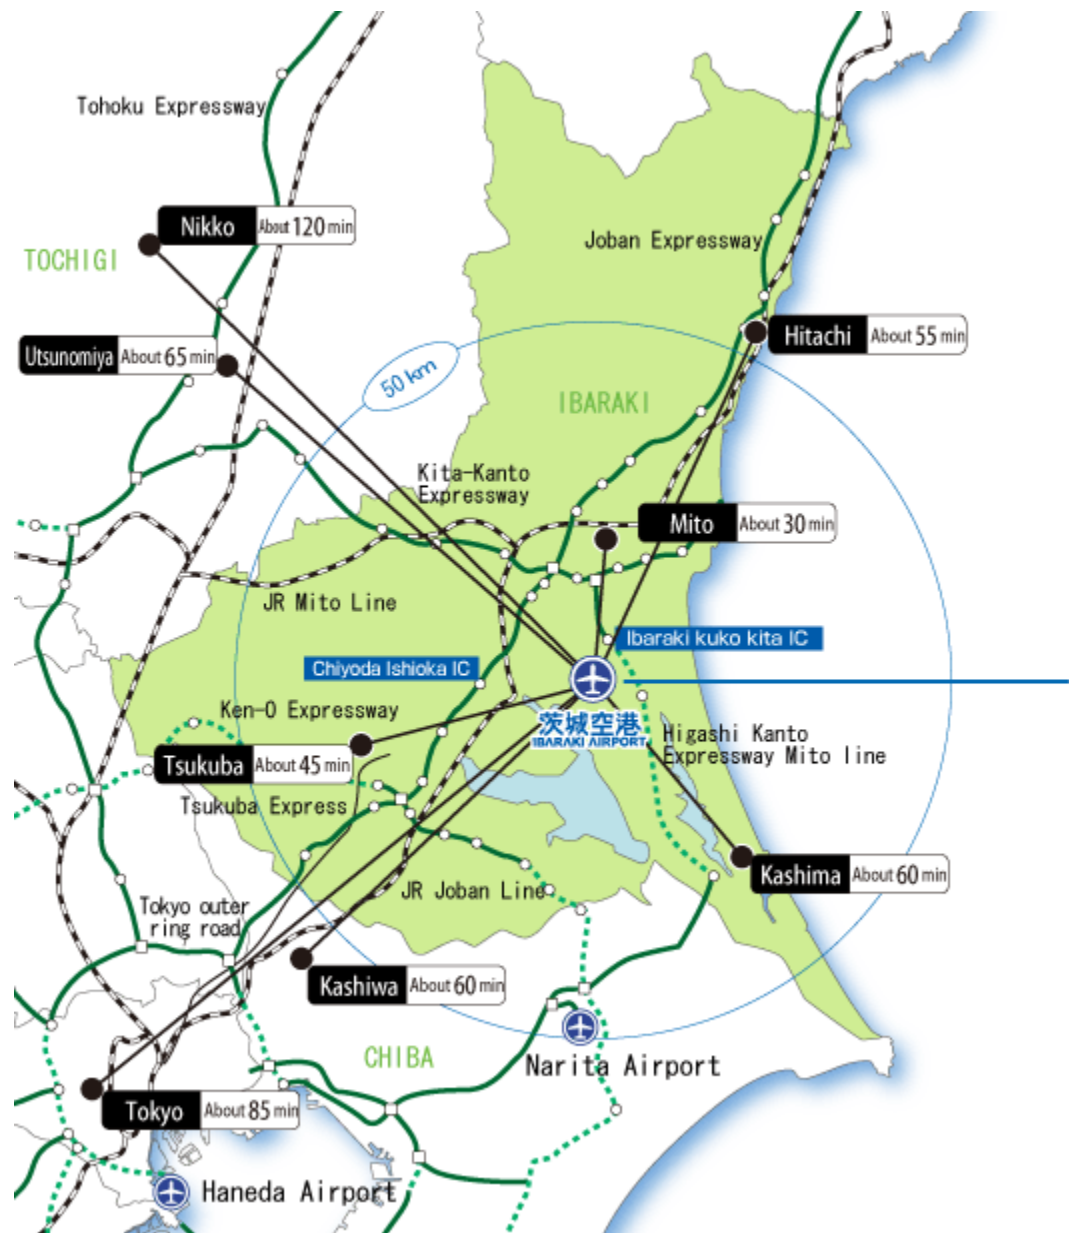 Tohoku Expressway
Nikko About 120 min
TOCHIGI
Joban Expressway
Utsunomiya About 65 min
Hitachi About 55 min
50 km
IBARAKI
Kita-Kanto
Expressway
Mito About 30 min
JR Mito Line
Ibaraki kuko kita IC
Chiyoda Ishioka IC
Ken-O Expressway
茨城空港
IBARAKI AIRPORT
Higashi Kanto
Expressway Mito line
Tsukuba About 45 min
Tsukuba Express
Kashima About 60 min
JR Joban Line
Tokyo outer
ring road
Kashiwa About 60 min
CHIBA
Narita Airport
Tokyo About 85 min
Haneda Airport